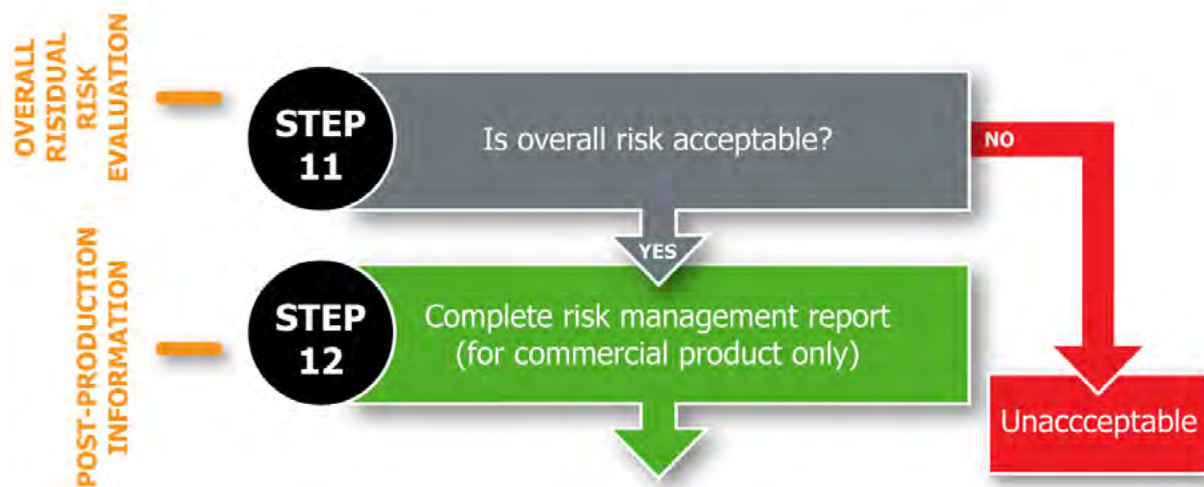 OVERALL
RISIDUAL
RISK
EVALUATION
STEP
11
Is overall risk acceptable?
NO
YES
POST-PRODUCTION
INFORMATION
STEP
12
Complete risk management report
(for commercial product only)
Unaccceptable